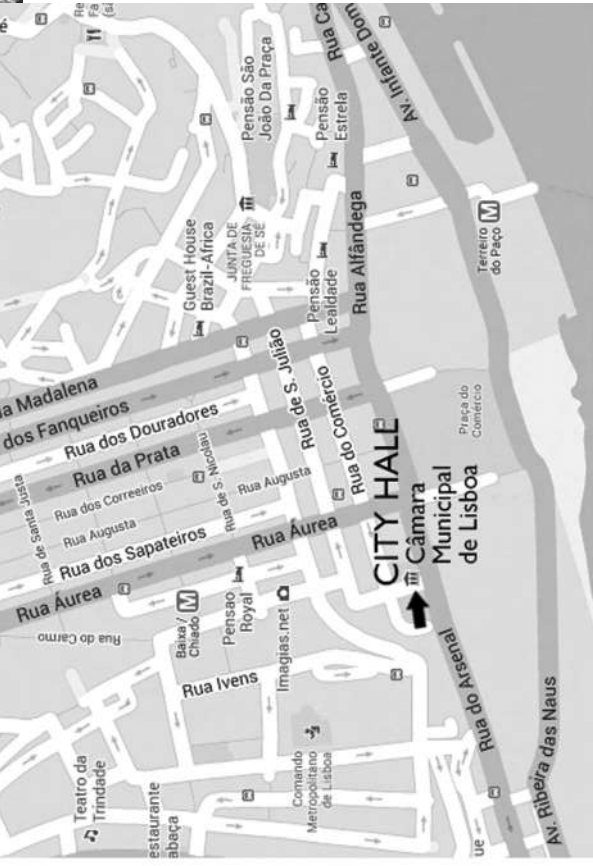 Re
Fa
Rua Ca
Av. Infante Dom
Pensão São
João Da Praça
Pensão
Estrela
Guest House
Brazil-Africa
JUNTA DE
FREGUESIA
DE SÉ
Pensão
Lealdade
Rua Alfândega
M
Terreiro
do Paço
ua Madalena
dos Fanqueiros
Rua dos Douradores
Rua da Prata
Rua de Santa Justa
Rua dos Correeiros
Rua de S. Nicolau
Rua Augusta
Rua Augusta
Rua dos Sapateiros
Rua Áurea
Rua Áurea
Rua de S. Julião
Rua do Comércio
Praça do
Comércio
CITY HALL
Câmara
Municipal
de Lisboa
Rua do Carmo
Baixa /
Chiado
M
Pensao
Royal
Imagias.net
Rua Ivens
Teatro da
Trindade
estaurante
abaça
Comando
Metropolitano
de Lisboa
Rua do Arsenal
Av. Ribeira das Naus
ue